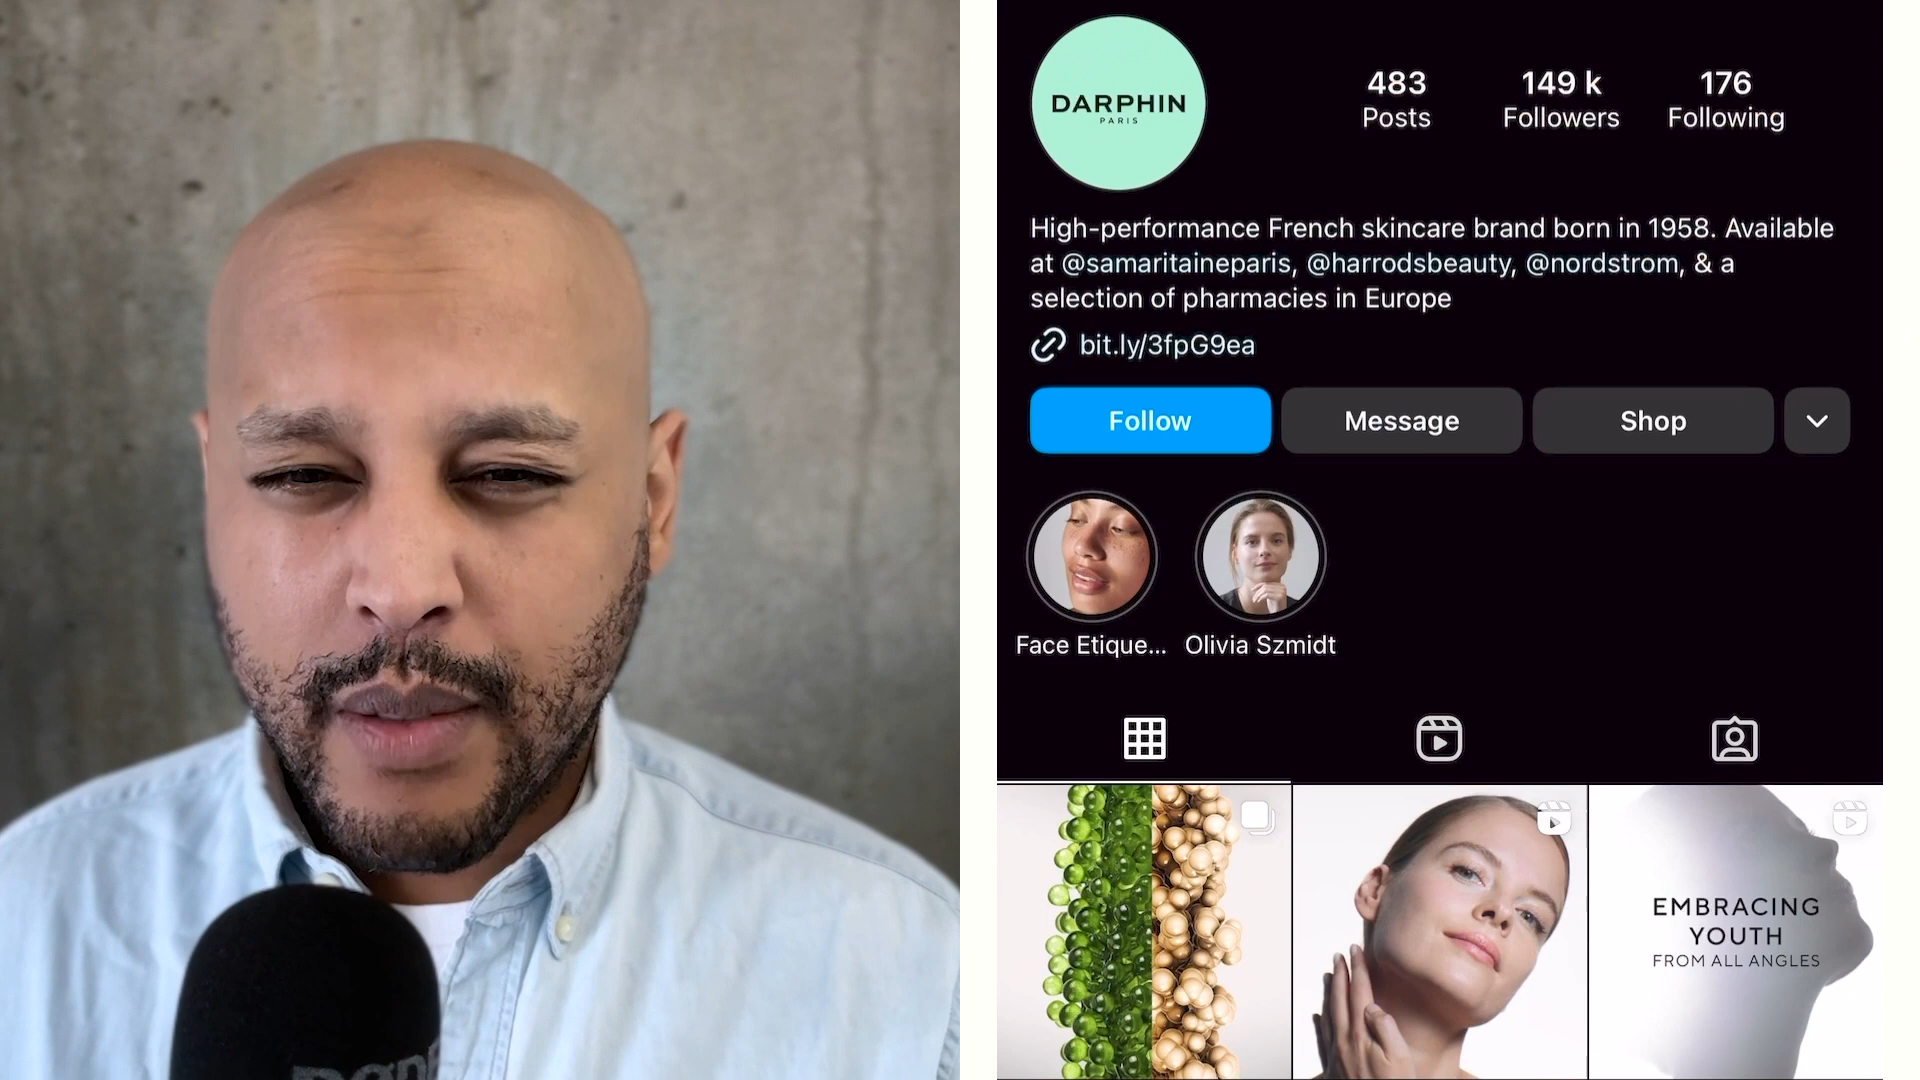 DARPHIN
PARIS
483
Posts
149 k
Followers
176
Following
High-performance French skincare brand born in 1958. Available
at @samaritaineparis, @harrodsbeauty, @nordstrom, & a
selection of pharmacies in Europe
bit.ly/3fpG9ea
Follow
Message
Shop
Face Etique...
Olivia Szmidt
EMBRACING
YOUTH
FROM ALL ANGLES